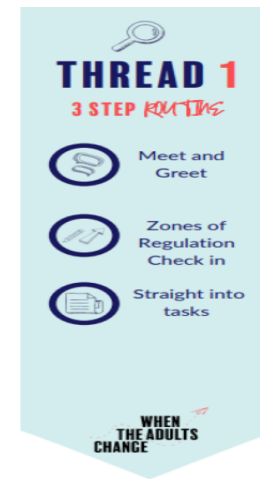 THREAD 1
3 STEP ROUTINE
Meet and
Greet
Zones of
Regulation
Check in
Straight into
tasks
WHEN
THE ADULTS
CHANGE